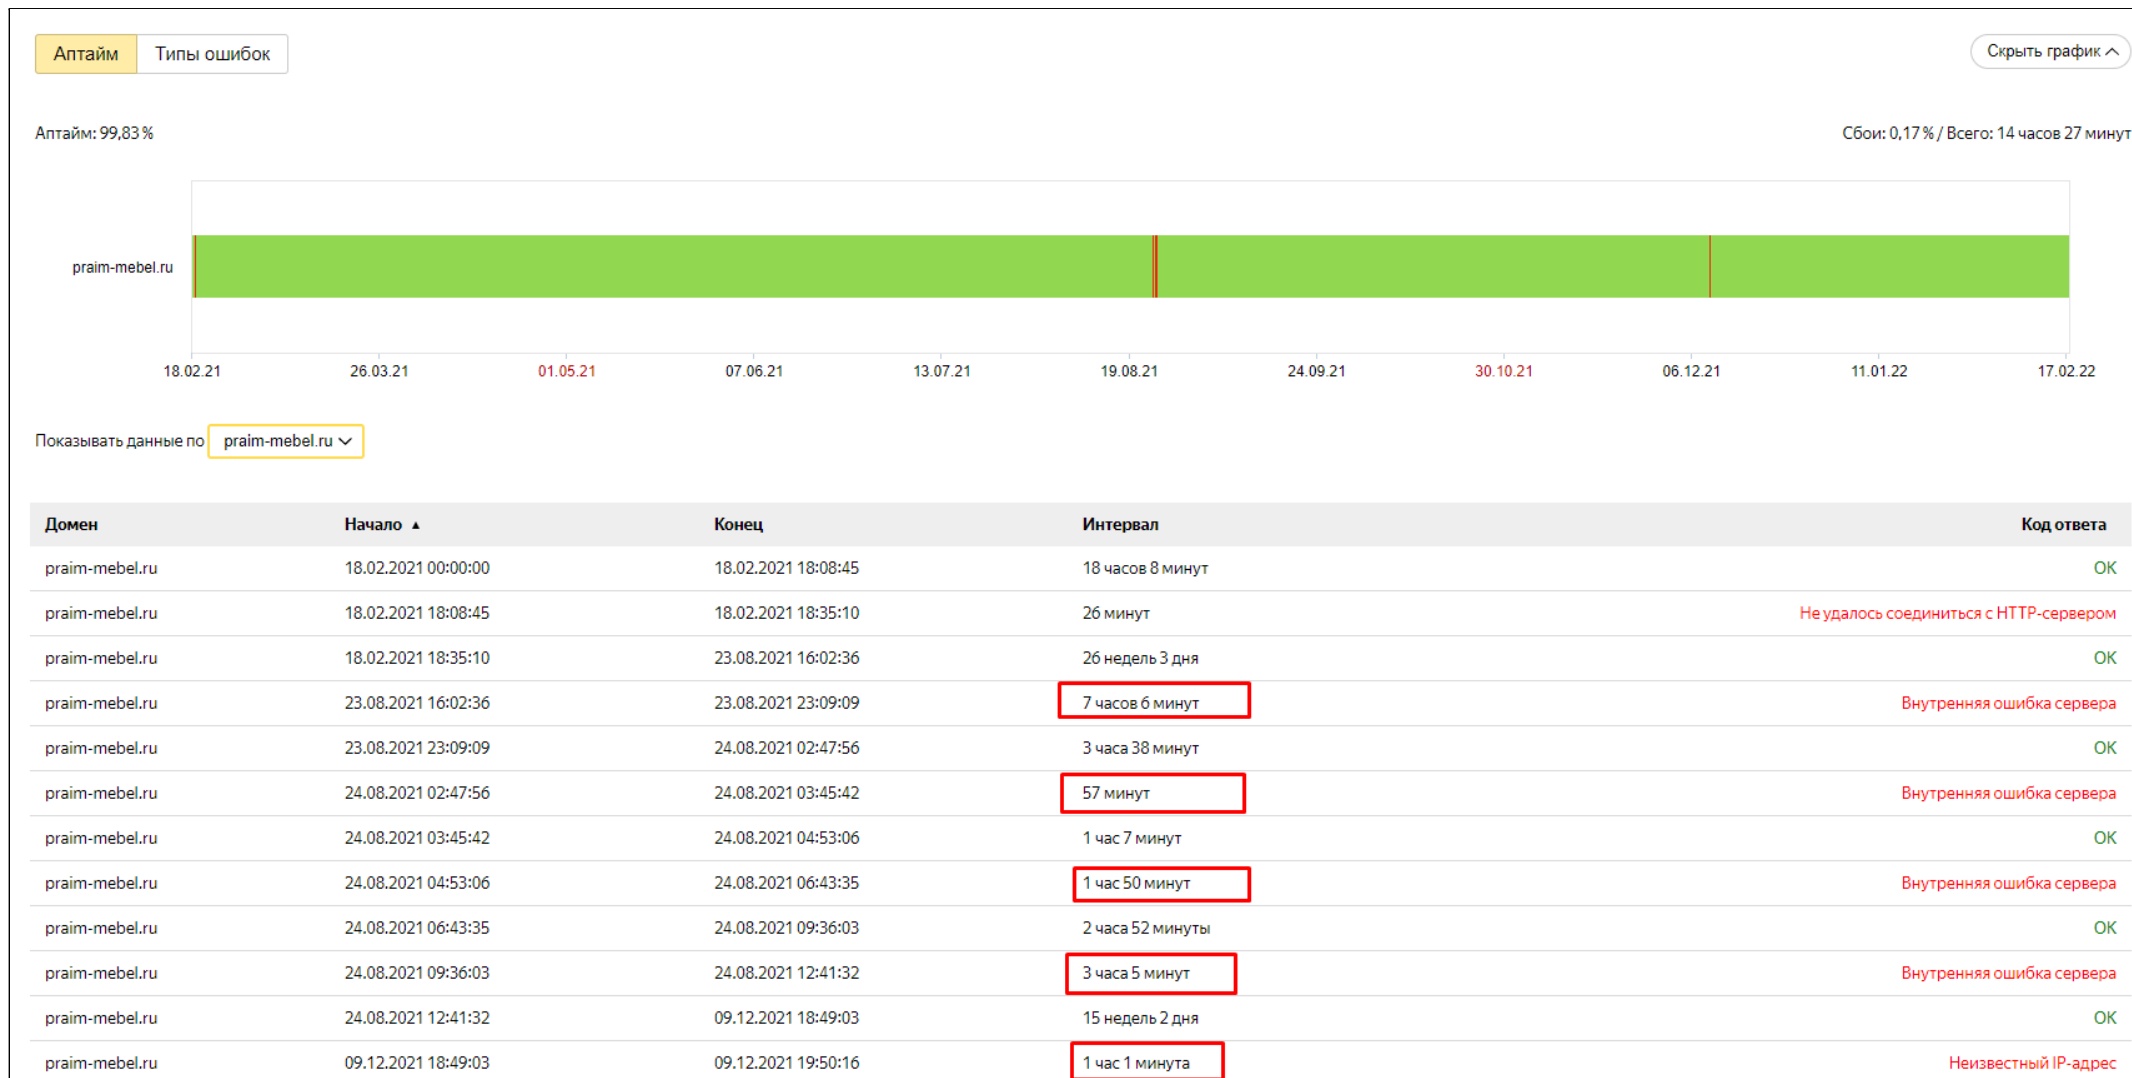 Аптайм Типы ошибок Скрыть график
Аптайм: 99,83 % Сбои: 0,17 % / Всего: 14 часов 27 минут
praim-mebel.ru
18.02.21 26.03.21 01.05.21 07.06.21 13.07.21 19.08.21 24.09.21 30.10.21 06.12.21 11.01.22 17.02.22
Показывать данные по praim-mebel.ru
Домен Начало ▲ Конец Интервал Код ответа
praim-mebel.ru 18.02.2021 00:00:00 18.02.2021 18:08:45 18 часов 8 минут OK
praim-mebel.ru 18.02.2021 18:08:45 18.02.2021 18:35:10 26 минут Не удалось соединиться с HTTP-сервером
praim-mebel.ru 18.02.2021 18:35:10 23.08.2021 16:02:36 26 недель 3 дня OK
praim-mebel.ru 23.08.2021 16:02:36 23.08.2021 23:09:09 7 часов 6 минут Внутренняя ошибка сервера
praim-mebel.ru 23.08.2021 23:09:09 24.08.2021 02:47:56 3 часа 38 минут OK
praim-mebel.ru 24.08.2021 02:47:56 24.08.2021 03:45:42 57 минут Внутренняя ошибка сервера
praim-mebel.ru 24.08.2021 03:45:42 24.08.2021 04:53:06 1 час 7 минут OK
praim-mebel.ru 24.08.2021 04:53:06 24.08.2021 06:43:35 1 час 50 минут Внутренняя ошибка сервера
praim-mebel.ru 24.08.2021 06:43:35 24.08.2021 09:36:03 2 часа 52 минуты OK
praim-mebel.ru 24.08.2021 09:36:03 24.08.2021 12:41:32 3 часа 5 минут Внутренняя ошибка сервера
praim-mebel.ru 24.08.2021 12:41:32 09.12.2021 18:49:03 15 недель 2 дня OK
praim-mebel.ru 09.12.2021 18:49:03 09.12.2021 19:50:16 1 час 1 минута Неизвестный IP-адрес